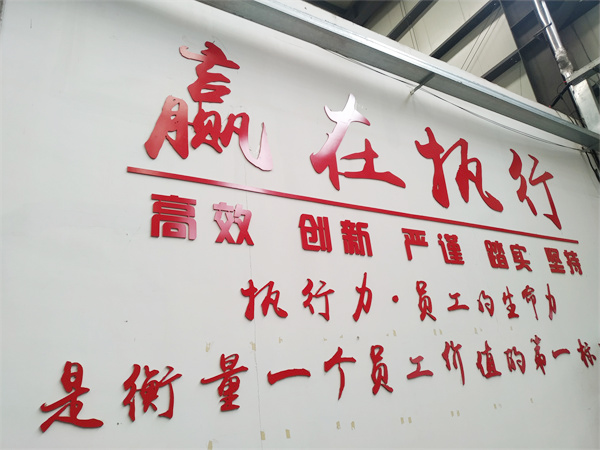 赢在执行
高效 创新 严谨 踏实 坚持
执行力·员工的生命力
是衡量一个员工价值的第一标